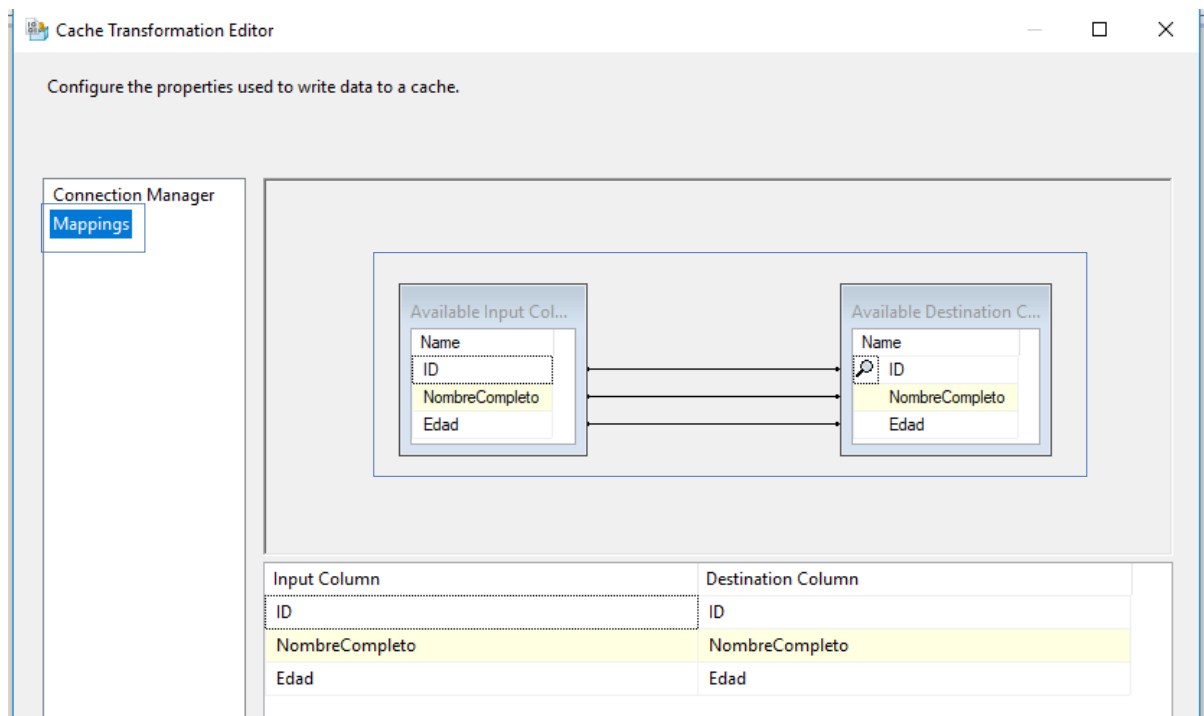 Cache Transformation Editor
Configure the properties used to write data to a cache.
Connection Manager
Mappings
Available Input Col...
Name
ID
NombreCompleto
Edad
Available Destination C...
Name
ID
NombreCompleto
Edad
Input Column Destination Column
ID ID
NombreCompleto NombreCompleto
Edad Edad